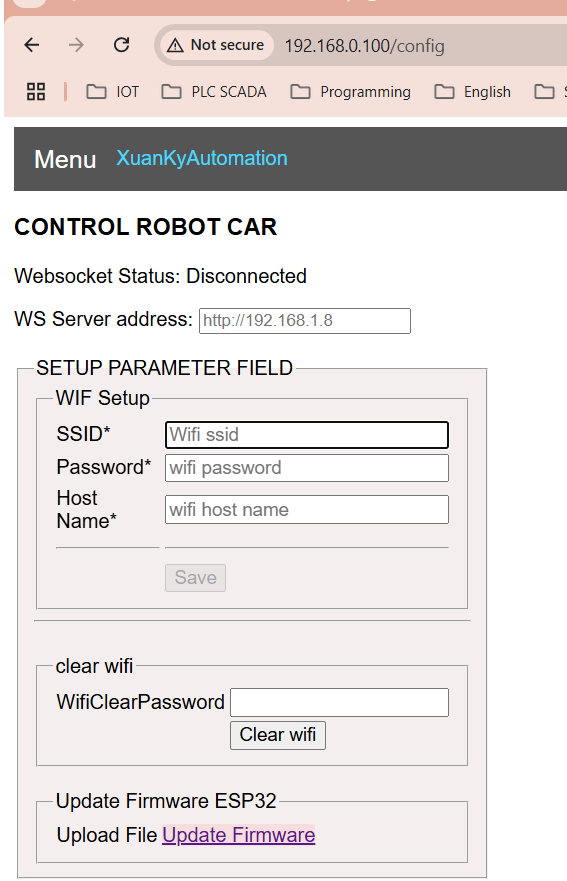 Not secure 192.168.0.100/config
IOT PLC SCADA Programming English
Menu XuanKyAutomation
CONTROL ROBOT CAR
Websocket Status: Disconnected
WS Server address: http://192.168.1.8
SETUP PARAMETER FIELD
WIF Setup
SSID* Wifi ssid
Password* wifi password
Host
Name* wifi host name
Save
clear wifi
WifiClearPassword
Clear wifi
Update Firmware ESP32
Upload File Update Firmware